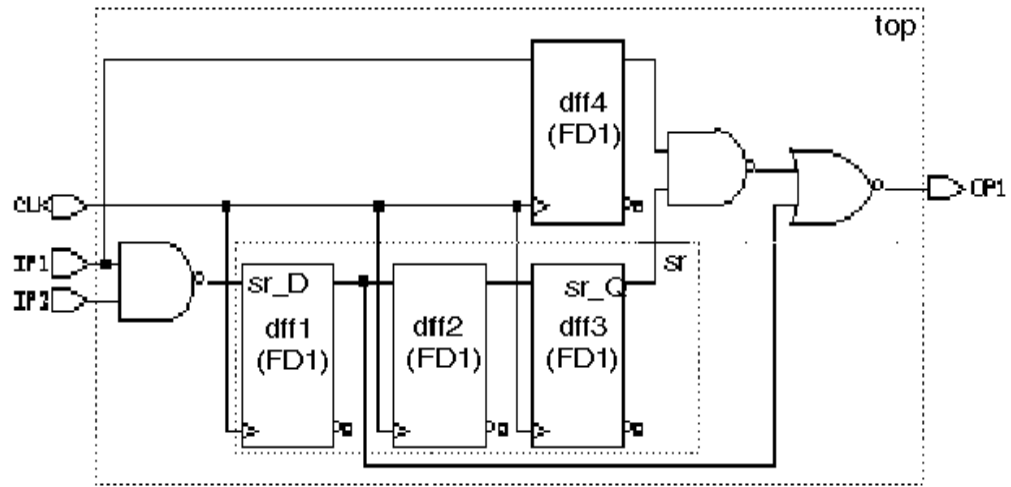 top
dff4
(FD1)
CLK
OP1
IP1
IP2
sr
sr_D
sr_Q
dff1
(FD1)
dff2
(FD1)
dff3
(FD1)